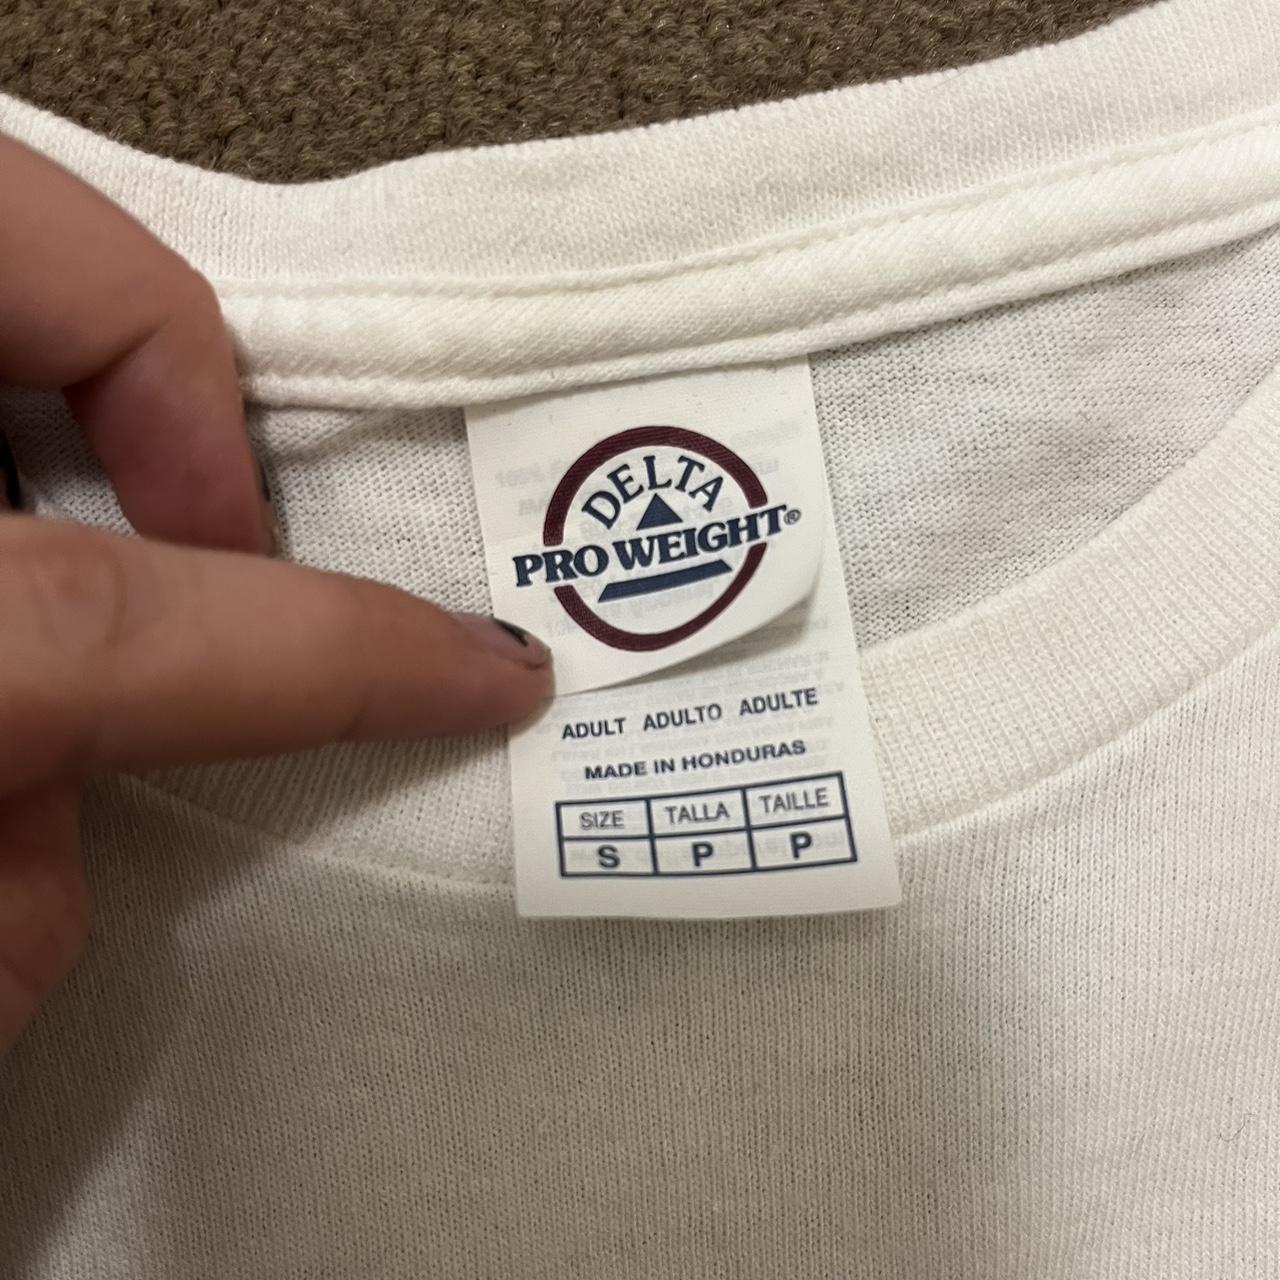 DELTA
PRO WEIGHT®
ADULT ADULTO ADULTE
MADE IN HONDURAS
SIZE TALLA TAILLE
S P P